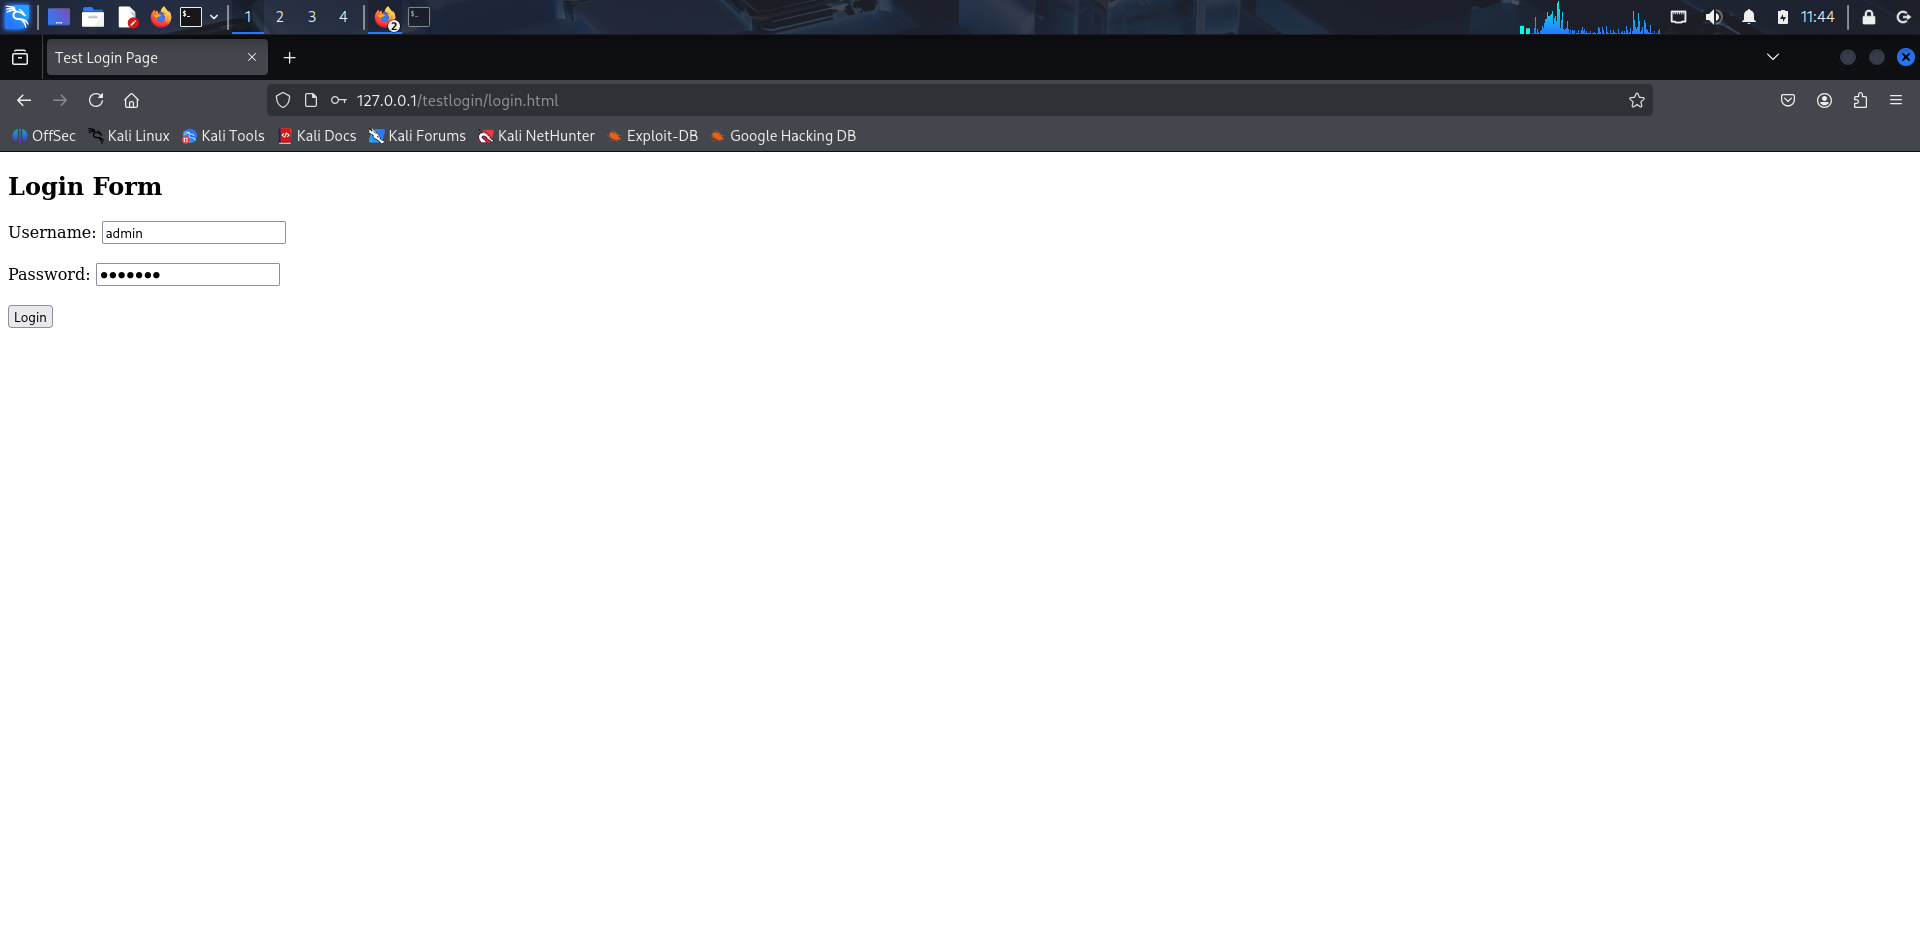 1 2 3 4 2 11:44
Test Login Page
127.0.0.1/testlogin/login.html
OffSec Kali Linux Kali Tools Kali Docs Kali Forums Kali NetHunter Exploit-DB Google Hacking DB
Login Form
Username: admin
Password: •••••••
Login